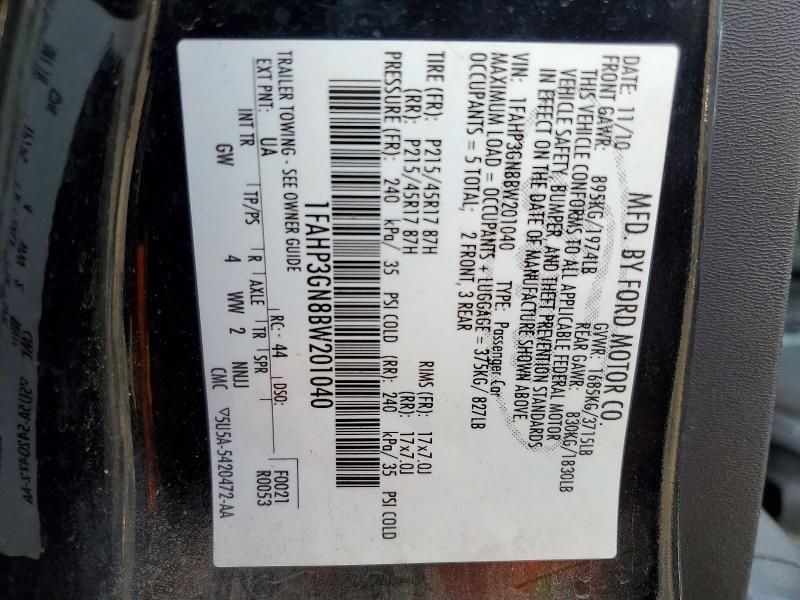 MFD. BY FORD MOTOR CO.
DATE: 11/10 GVWR: 1685KG/3715LB
FRONT GAWR: 895KG/1974LB REAR GAWR: 830KG/1830LB
THIS VEHICLE CONFORMS TO ALL APPLICABLE FEDERAL MOTOR
VEHICLE SAFETY, BUMPER, AND THEFT PREVENTION STANDARDS
IN EFFECT ON THE DATE OF MANUFACTURE SHOWN ABOVE.
VIN: 1FAHP3GN8BW201040 TYPE: Passenger Car
MAXIMUM LOAD = OCCUPANTS + LUGGAGE = 375KG/ 827LB
OCCUPANTS = 5 TOTAL; 2 FRONT, 3 REAR
TIRE (FR): P215/45R17 87H RIMS (FR): 17x7.0J
(RR): P215/45R17 87H (RR): 17x7.0J
PRESSURE (FR): 240 kPa/ 35 PSI COLD (RR): 240 kPa/35 PSI COLD
1FAHP3GN8BW201040
TRAILER TOWING - SEE OWNER GUIDE
EXT PNT: UA RC: 44 DSO: F0021
R0053
INT TR TP/PS R AXLE TR SPR
GW 4 WW 2 NNJJ
CMC ▽5U5A-5420472-AA